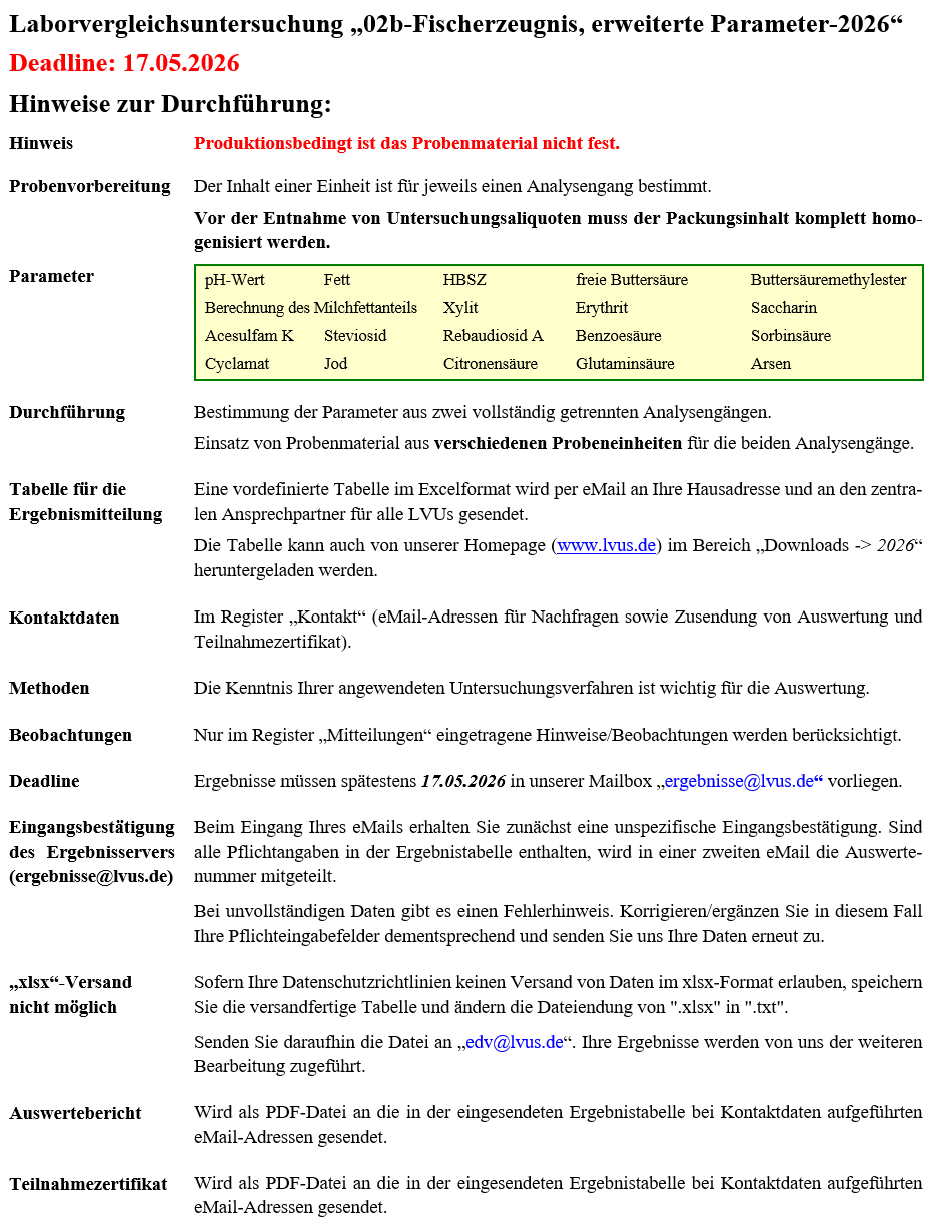 Laborvergleichsuntersuchung „02b-Fischerzeugnis, erweiterte Parameter-2026“
Deadline: 17.05.2026
Hinweise zur Durchführung:
Hinweis Produktionsbedingt ist das Probenmaterial nicht fest.
Probenvorbereitung Der Inhalt einer Einheit ist für jeweils einen Analysengang bestimmt.
Vor der Entnahme von Untersuchungsaliquoten muss der Packungsinhalt komplett homo-
genisiert werden.
Parameter
pH-Wert Fett HBSZ freie Buttersäure Buttersäuremethylester
Berechnung des Milchfettanteils Xylit Erythrit Saccharin
Acesulfam K Steviosid Rebaudiosid A Benzoesäure Sorbinsäure
Cyclamat Jod Citronensäure Glutaminsäure Arsen
Durchführung Bestimmung der Parameter aus zwei vollständig getrennten Analysengängen.
Einsatz von Probenmaterial aus verschiedenen Probeneinheiten für die beiden Analysengänge.
Tabelle für die
Ergebnismitteilung
Eine vordefinierte Tabelle im Excelformat wird per eMail an Ihre Hausadresse und an den zentra-
len Ansprechpartner für alle LVUs gesendet.
Die Tabelle kann auch von unserer Homepage (www.lvus.de) im Bereich „Downloads -> 2026“
heruntergeladen werden.
Kontaktdaten Im Register „Kontakt“ (eMail-Adressen für Nachfragen sowie Zusendung von Auswertung und
Teilnahmezertifikat).
Methoden Die Kenntnis Ihrer angewendeten Untersuchungsverfahren ist wichtig für die Auswertung.
Beobachtungen Nur im Register „Mitteilungen“ eingetragene Hinweise/Beobachtungen werden berücksichtigt.
Deadline Ergebnisse müssen spätestens 17.05.2026 in unserer Mailbox „ergebnisse@lvus.de“ vorliegen.
Eingangsbestätigung
des Ergebnisservers
(ergebnisse@lvus.de)
Beim Eingang Ihres eMails erhalten Sie zunächst eine unspezifische Eingangsbestätigung. Sind
alle Pflichtangaben in der Ergebnistabelle enthalten, wird in einer zweiten eMail die Auswerte-
nummer mitgeteilt.
Bei unvollständigen Daten gibt es einen Fehlerhinweis. Korrigieren/ergänzen Sie in diesem Fall
Ihre Pflichteingabefelder dementsprechend und senden Sie uns Ihre Daten erneut zu.
„xlsx“-Versand
nicht möglich
Sofern Ihre Datenschutzrichtlinien keinen Versand von Daten im xlsx-Format erlauben, speichern
Sie die versandfertige Tabelle und ändern die Dateiendung von ".xlsx" in ".txt".
Senden Sie daraufhin die Datei an „edv@lvus.de“. Ihre Ergebnisse werden von uns der weiteren
Bearbeitung zugeführt.
Auswertebericht Wird als PDF-Datei an die in der eingesendeten Ergebnistabelle bei Kontaktdaten aufgeführten
eMail-Adressen gesendet.
Teilnahmezertifikat Wird als PDF-Datei an die in der eingesendeten Ergebnistabelle bei Kontaktdaten aufgeführten
eMail-Adressen gesendet.